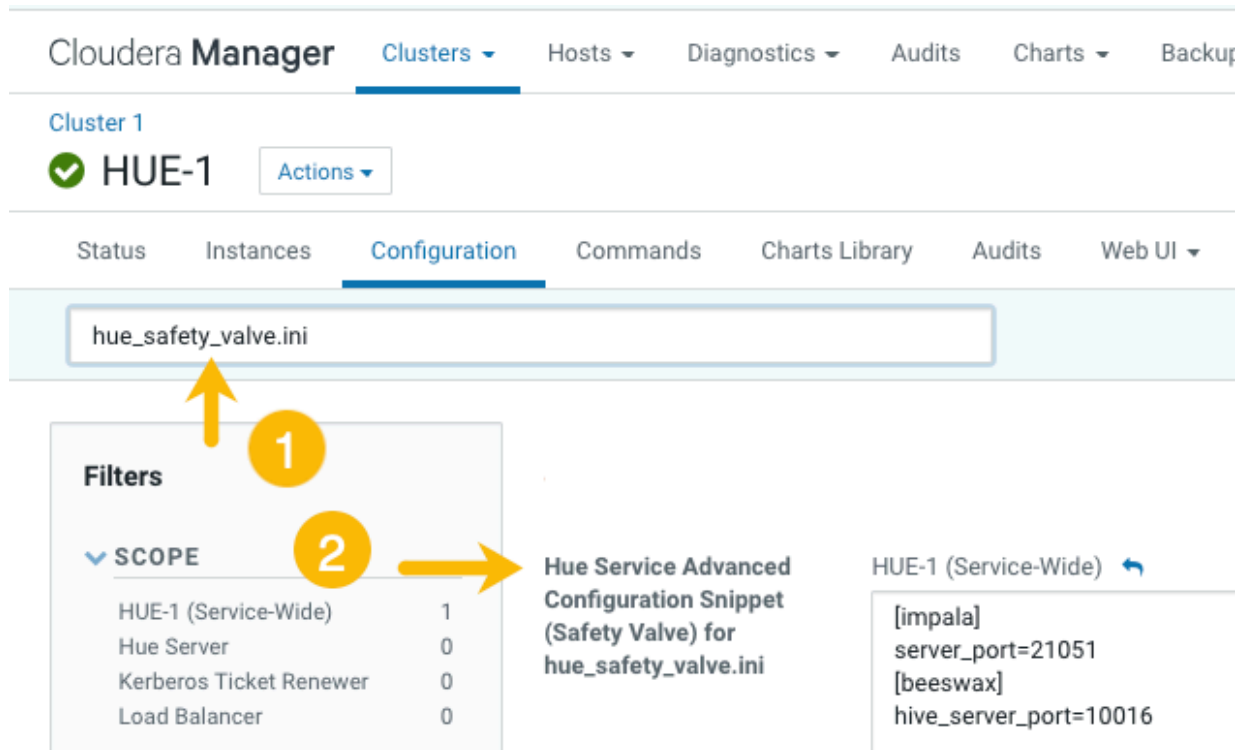 Cloudera Manager Clusters Hosts Diagnostics Audits Charts
Cluster 1
HUE-1 Actions
Status Instances Configuration Commands Charts Library Audits Web UI
hue_safety_valve.ini
1
Filters
2
SCOPE
HUE-1 (Service-Wide) 1
Hue Server 0
Kerberos Ticket Renewer 0
Load Balancer 0
Hue Service Advanced
Configuration Snippet
(Safety Valve) for
hue_safety_valve.ini
HUE-1 (Service-Wide)
[impala]
server_port=21051
[beeswax]
hive_server_port=10016